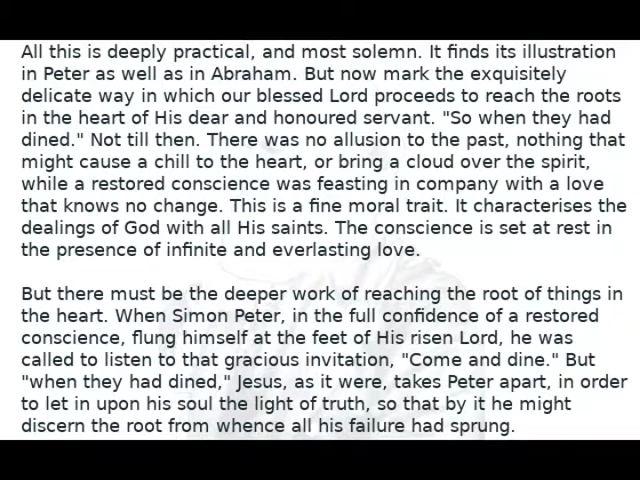 All this is deeply practical, and most solemn. It finds its illustration
in Peter as well as in Abraham. But now mark the exquisitely
delicate way in which our blessed Lord proceeds to reach the roots
in the heart of His dear and honoured servant. "So when they had
dined." Not till then. There was no allusion to the past, nothing that
might cause a chill to the heart, or bring a cloud over the spirit,
while a restored conscience was feasting in company with a love
that knows no change. This is a fine moral trait. It characterises the
dealings of God with all His saints. The conscience is set at rest in
the presence of infinite and everlasting love.

But there must be the deeper work of reaching the root of things in
the heart. When Simon Peter, in the full confidence of a restored
conscience, flung himself at the feet of His risen Lord, he was
called to listen to that gracious invitation, "Come and dine." But
"when they had dined," Jesus, as it were, takes Peter apart, in order
to let in upon his soul the light of truth, so that by it he might
discern the root from whence all his failure had sprung.